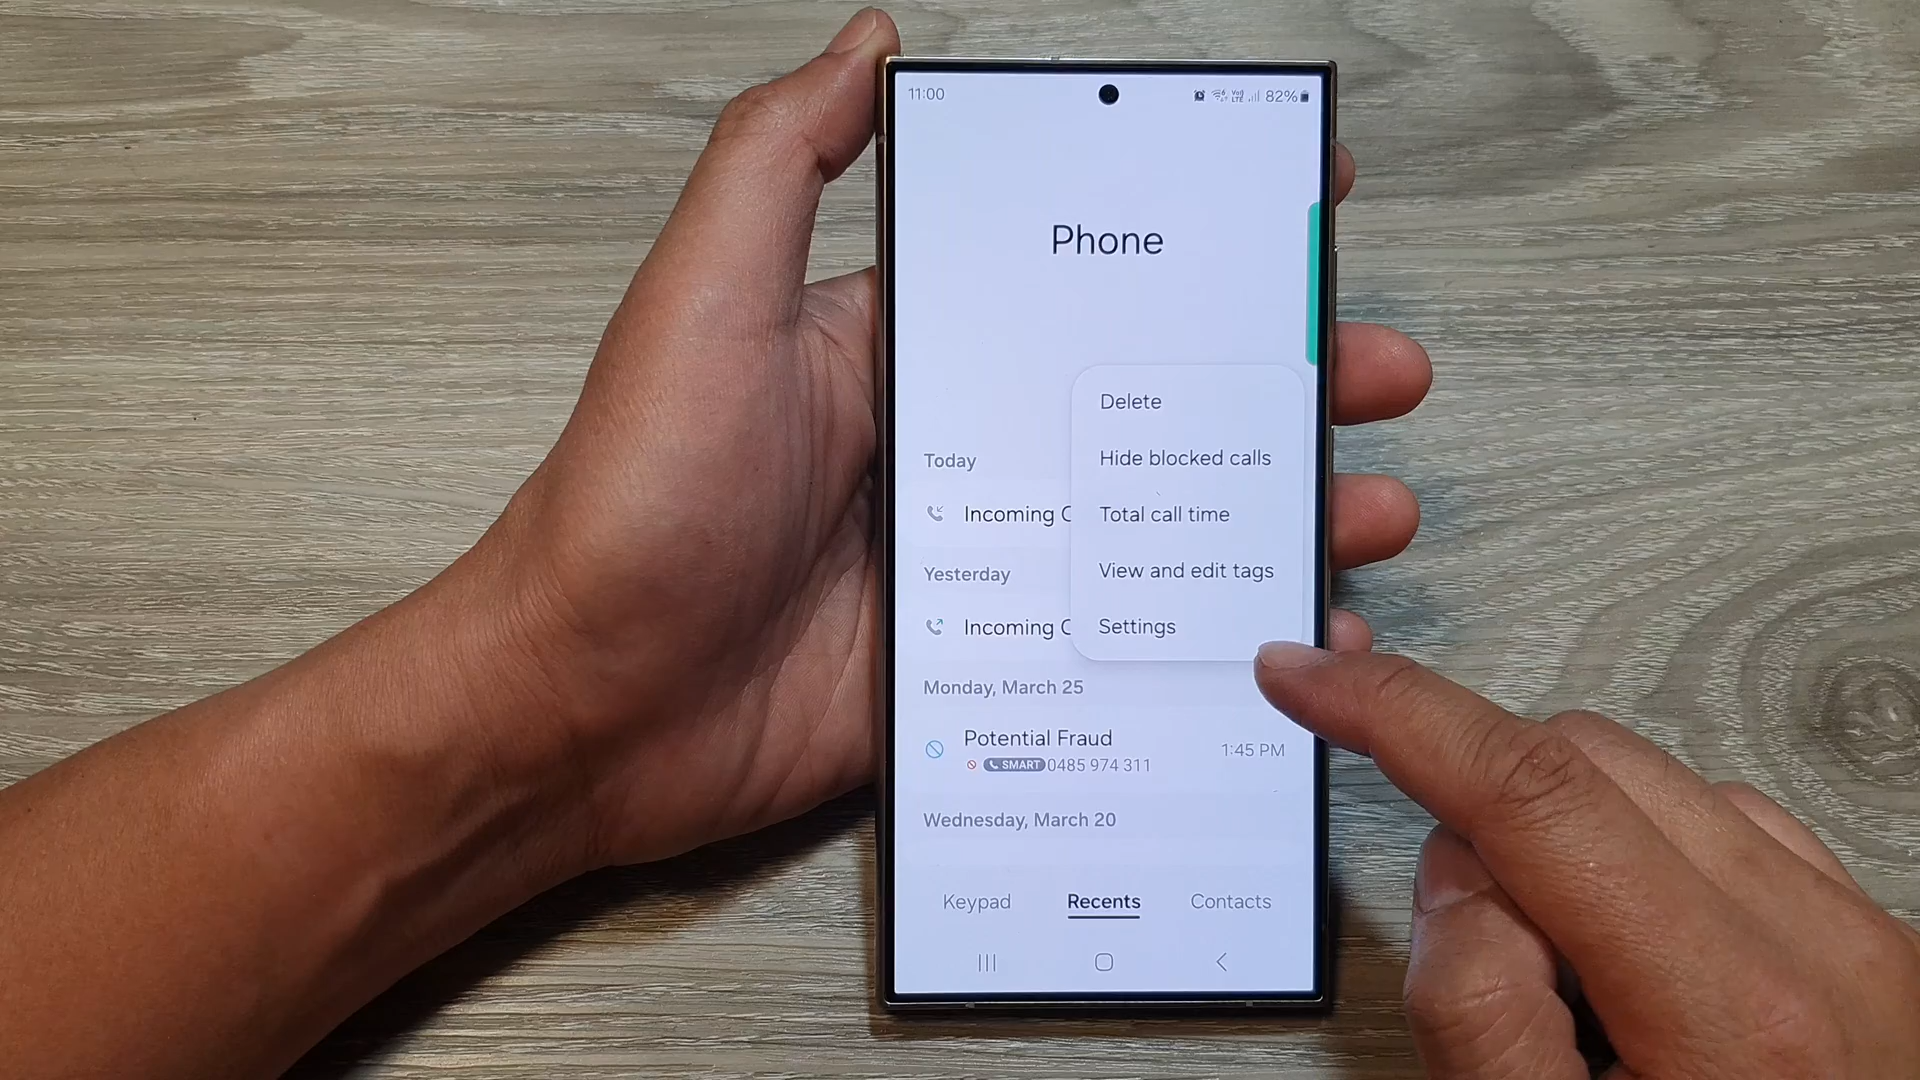 11:00
Vo)) LTE 82%
Phone
Delete
Hide blocked calls
Total call time
View and edit tags
Settings
Today
Incoming C
Yesterday
Incoming C
Monday, March 25
Potential Fraud
SMART 0485 974 311
1:45 PM
Wednesday, March 20
Keypad Recents Contacts